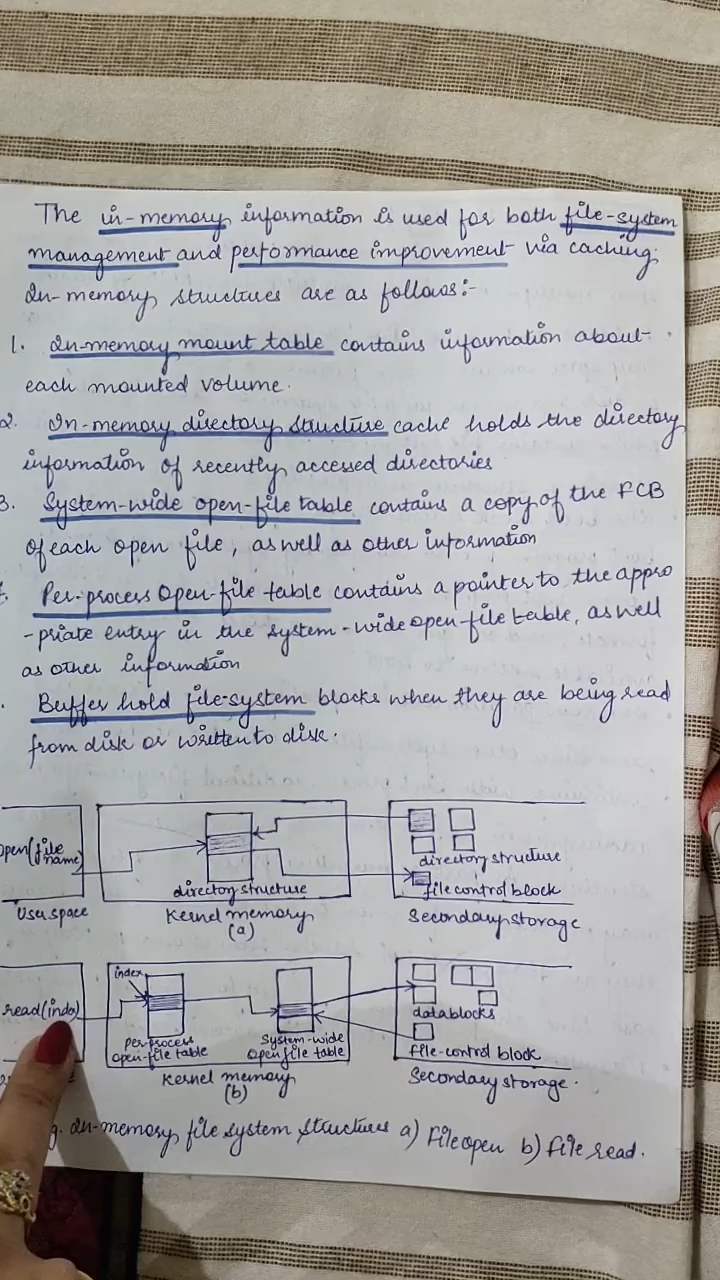 The in-memory information is used for both file-system
management and performance improvement via caching.
In-memory structures are as follows:-
1. In-memory mount table contains information about
each mounted volume.
2. In-memory directory structure cache holds the directory
information of recently accessed directories
3. System-wide open-file table contains a copy of the FCB
of each open file, as well as other information
Per-process open-file table contains a pointer to the appro
-priate entry in the system-wide open-file table, as well
as other information
Buffer hold file-system blocks when they are being read
from disk or written to disk.
open(file
name)
user space
directory structure
Kernel memory
(a)
directory structure
file control block
Secondary storage
read(index)
index
per-process
open-file table
System-wide
open file table
Kernel memory
(b)
data blocks
file-control block
Secondary storage.
In-memory file system structures a) File open b) File read.